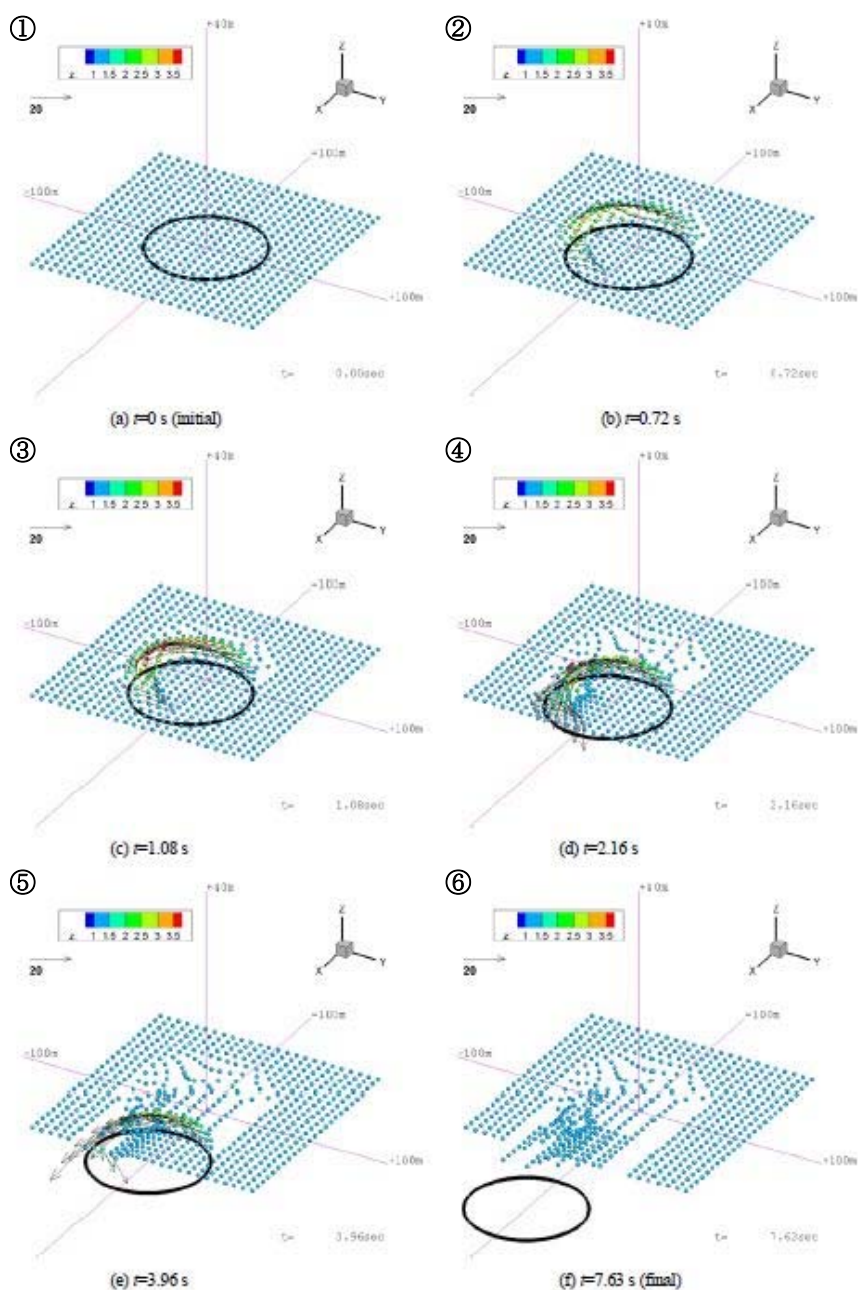 ①
+40m
z 1 1.5 2 2.5 3 3.5
Z
X
Y
20
-100m
-100m
+100m
t= 0.00sec
(a) t=0 s (initial)
②
+40m
z 1 1.5 2 2.5 3 3.5
Z
X
Y
20
-100m
-100m
+100m
t= 0.72sec
(b) t=0.72 s
③
+40m
z 1 1.5 2 2.5 3 3.5
Z
X
Y
20
-100m
-100m
+100m
t= 1.08sec
(c) t=1.08 s
④
+40m
z 1 1.5 2 2.5 3 3.5
Z
X
Y
20
-100m
-100m
+100m
t= 2.16sec
(d) t=2.16 s
⑤
+40m
z 1 1.5 2 2.5 3 3.5
Z
X
Y
20
-100m
-100m
+100m
t= 3.96sec
(e) t=3.96 s
⑥
+40m
z 1 1.5 2 2.5 3 3.5
Z
X
Y
20
-100m
-100m
+100m
t= 7.63sec
(f) t=7.63 s (final)